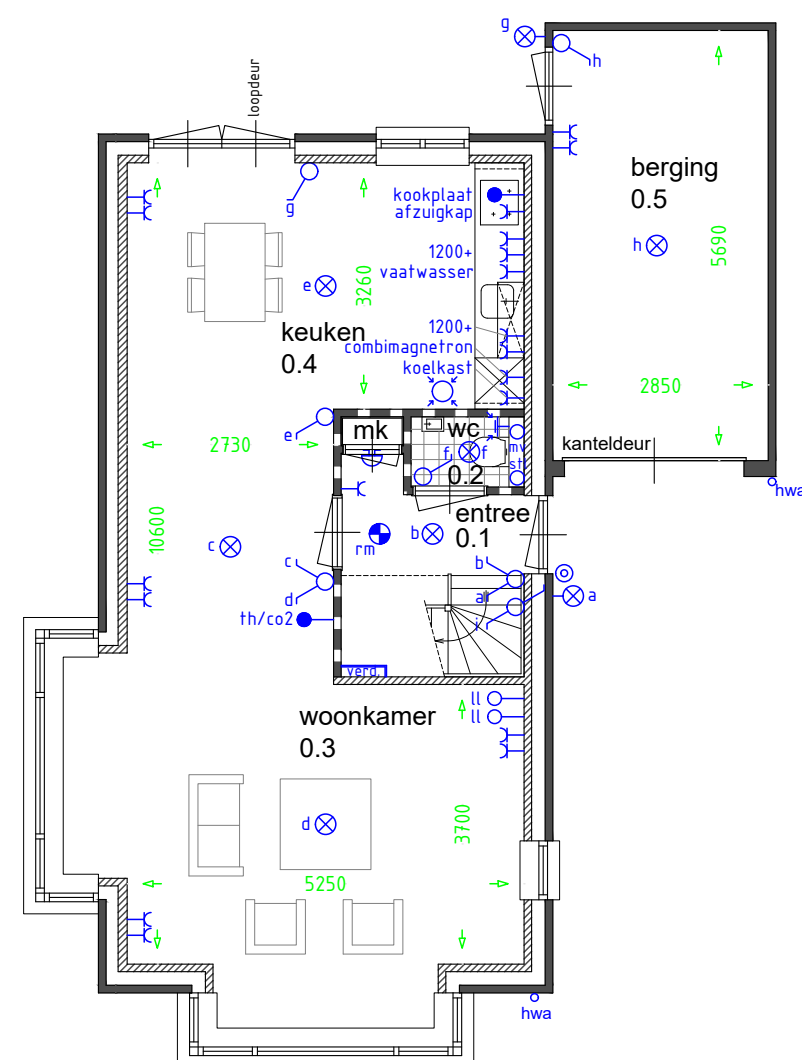 g
h
loopdeur
berging
0.5
kookplaat
afzuigkap
g
1200+
vaatwasser
h
5690
e
3260
keuken
0.4
1200+
combimagnetron
koelkast
2850
e
mk
wc
0.2
f
f
mv
st
kanteldeur
2730
hwa
entree
0.1
10600
c
rm
b
c
d
b
a
i
a
th/co2
verd.
woonkamer
0.3
ll
ll
d
3700
5250
hwa